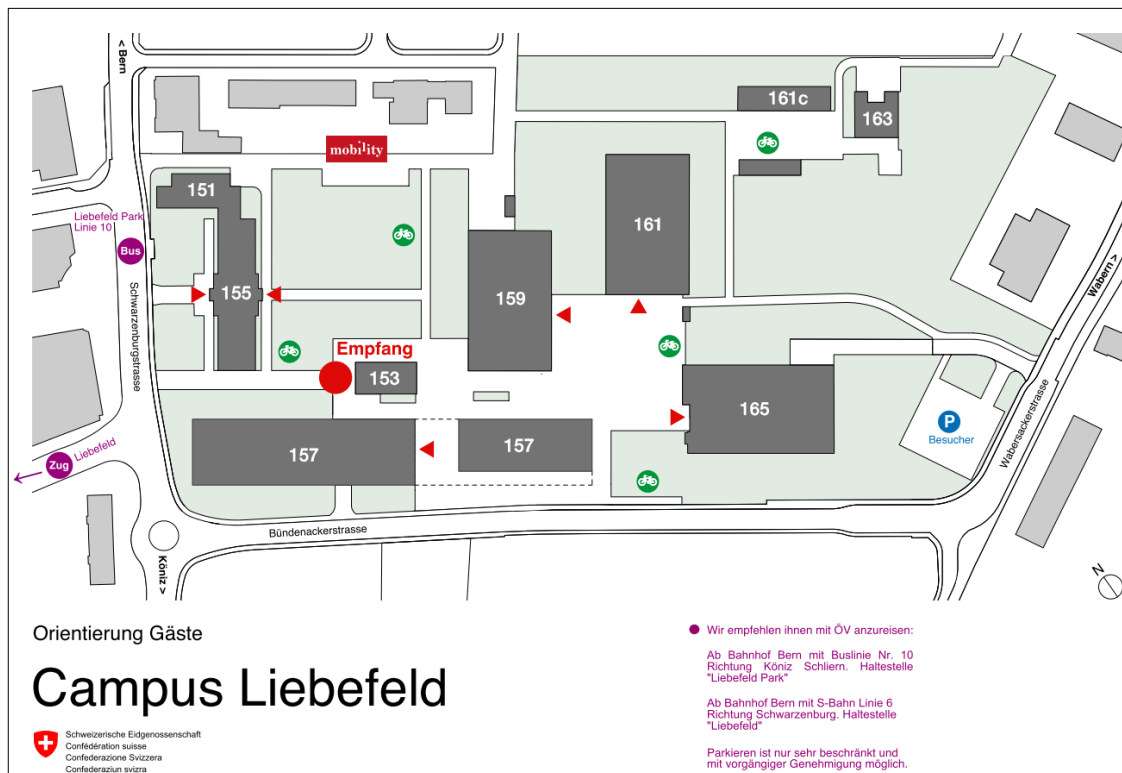 < Bern
161c
163
mobility
151
Liebefeld Park
Linie 10
Bus
161
Wabern >
155
159
Schwarzenburgstrasse
Empfang
153
165
P
Besucher
157
157
Zug
Liebefeld
Wabersackerstrasse
Bündenackerstrasse
Köniz >
N
Orientierung Gäste
Campus Liebefeld
Schweizerische Eidgenossenschaft
Confédération suisse
Confederazione Svizzera
Confederaziun svizra
Wir empfehlen ihnen mit ÖV anzureisen:
Ab Bahnhof Bern mit Buslinie Nr. 10
Richtung Köniz Schliern. Haltestelle
"Liebefeld Park"
Ab Bahnhof Bern mit S-Bahn Linie 6
Richtung Schwarzenburg. Haltestelle
"Liebefeld"
Parkieren ist nur sehr beschränkt und
mit vorgängiger Genehmigung möglich.